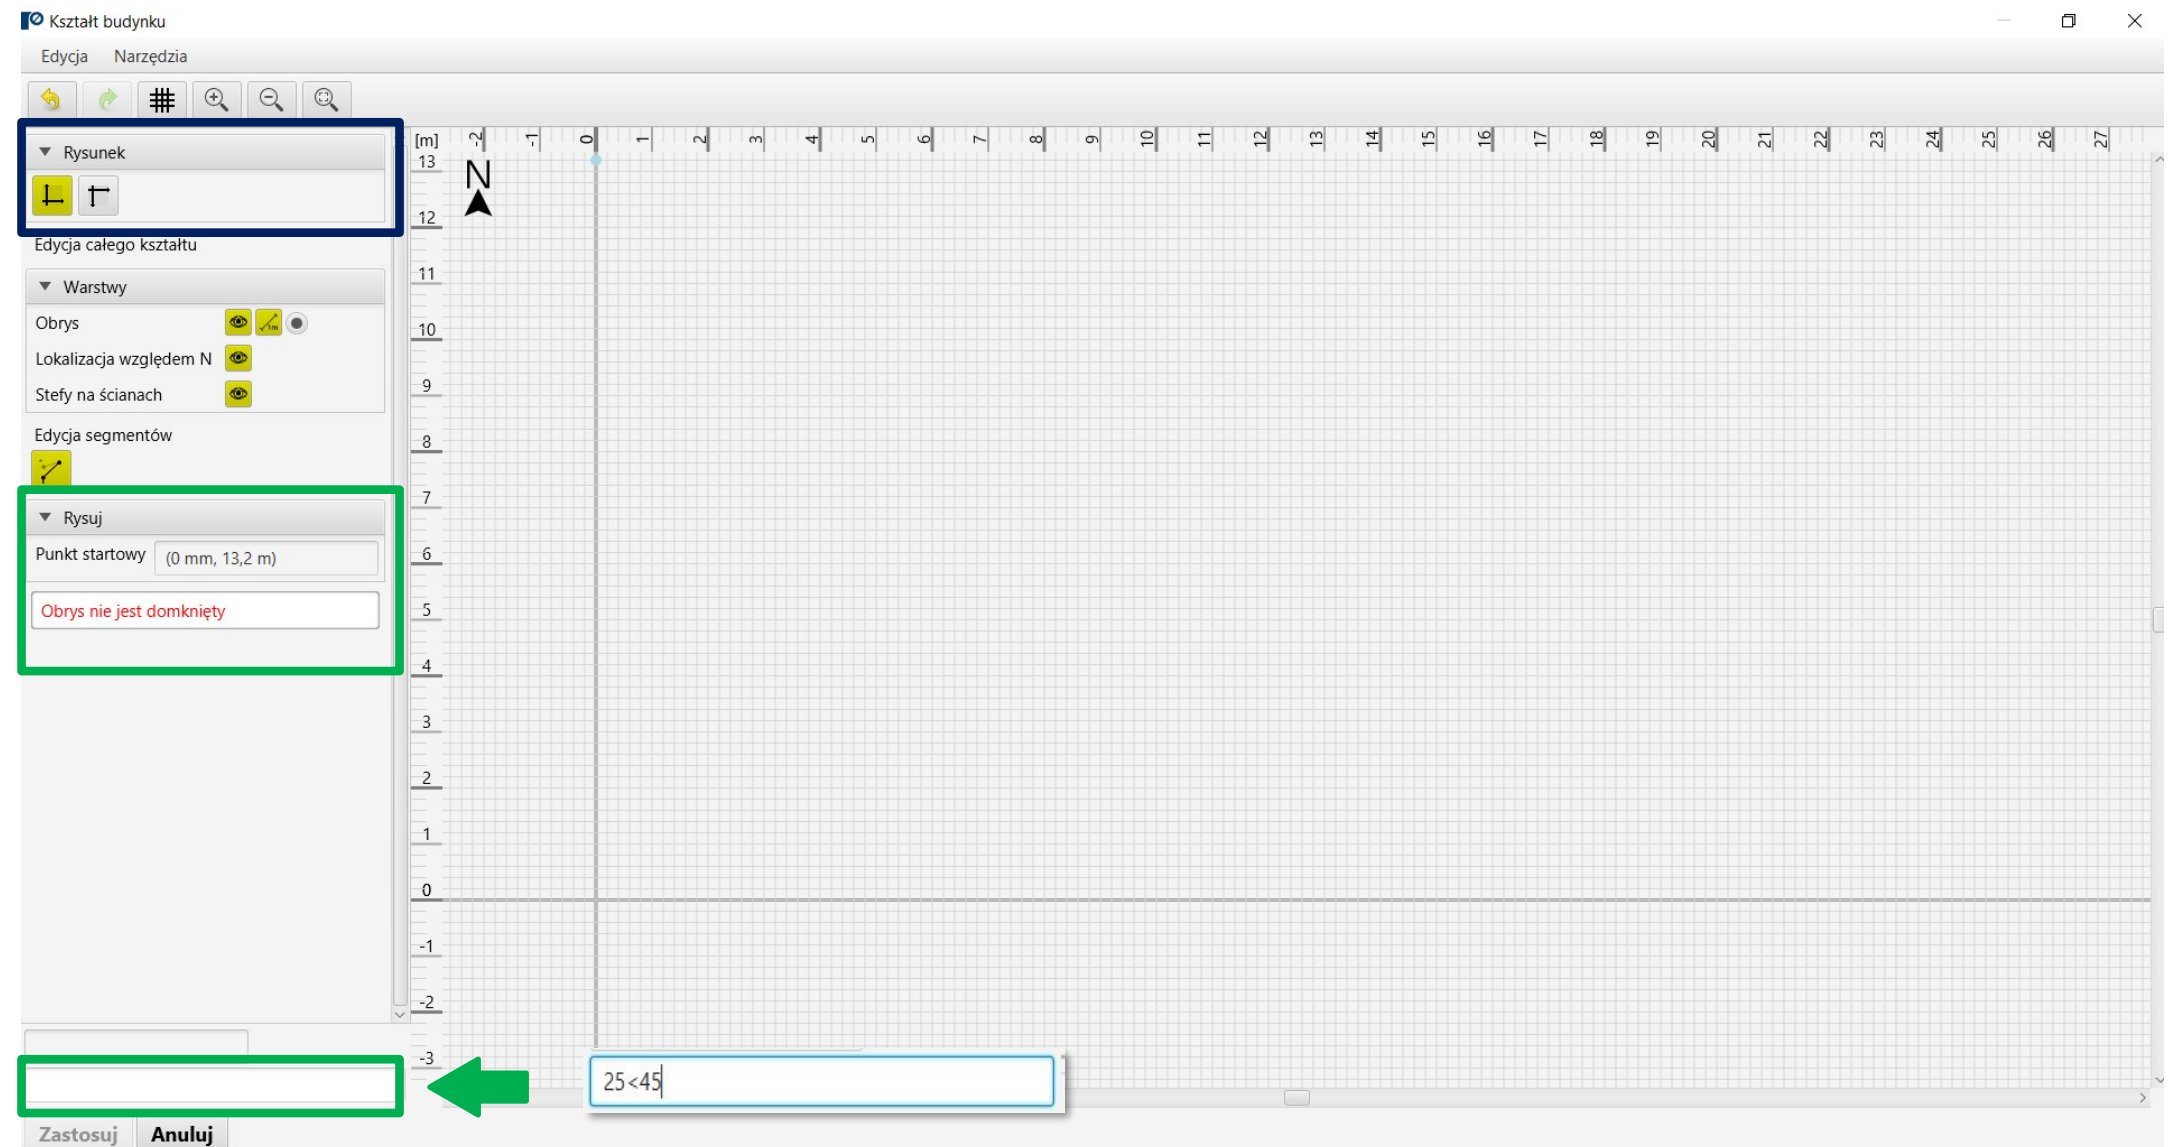 Kształt budynku
Edycja Narzędzia
Rysunek
Edycja całego kształtu
Warstwy
Obrys
1m
Lokalizacja względem N
Stefy na ścianach
Edycja segmentów
Rysuj
Punkt startowy (0 mm, 13,2 m)
Obrys nie jest domknięty
Zastosuj Anuluj
[m] -2 -1 0 1 2 3 4 5 6 7 8 9 10 11 12 13 14 15 16 17 18 19 20 21 22 23 24 25 26 27
N
13
12
11
10
9
8
7
6
5
4
3
2
1
0
-1
-2
-3
25<45